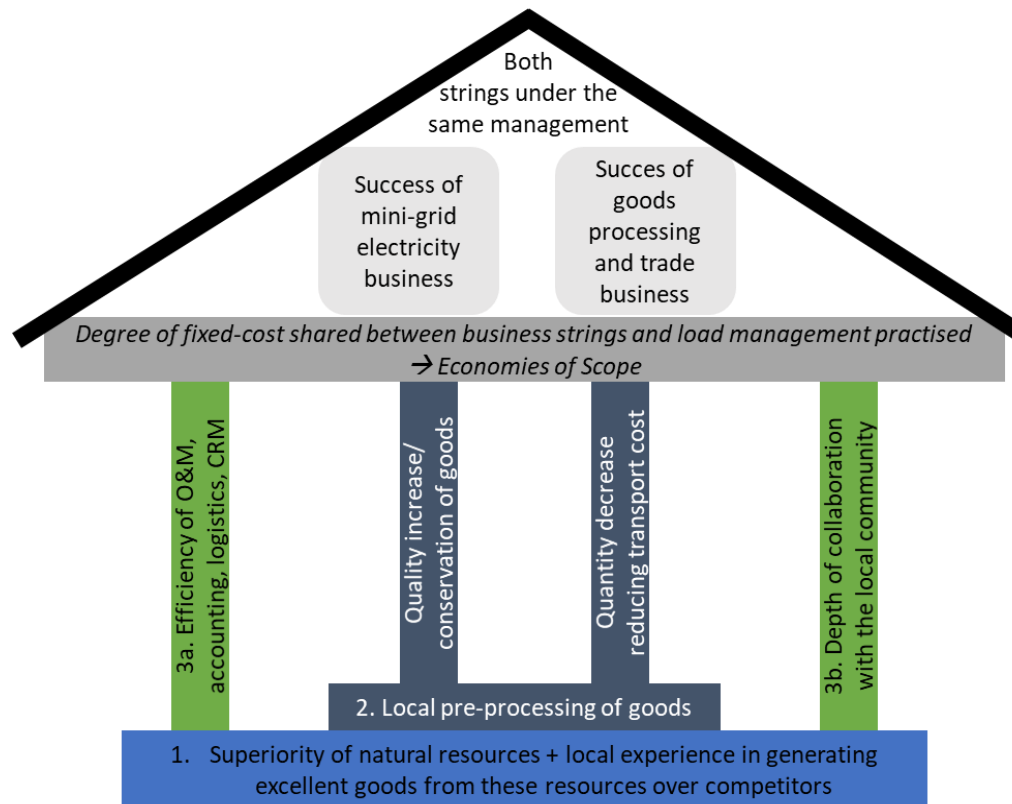 Both
strings under the
same management
Success of
mini-grid
electricity
business
Succes of
goods
processing
and trade
business
Degree of fixed-cost shared between business strings and load management practised
→ Economies of Scope
3a. Efficiency of O&M,
accounting, logistics, CRM
Quality increase/
conservation of goods
Quantity decrease
reducing transport cost
3b. Depth of collaboration
with the local community
2. Local pre-processing of goods
1. Superiority of natural resources + local experience in generating
excellent goods from these resources over competitors